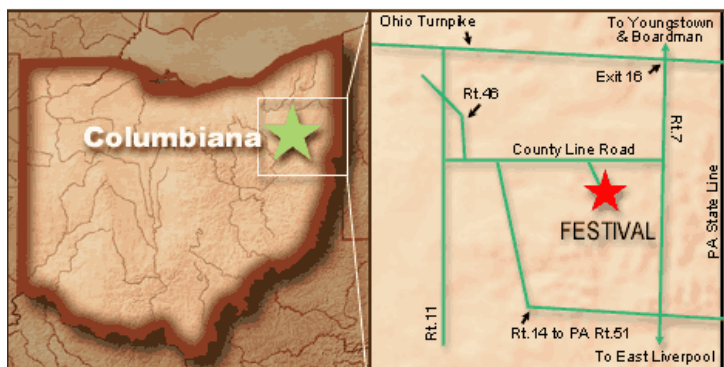 Columbiana
Ohio Turnpike
To Youngstown
& Boardman
Exit 16
Rt.46
Rt.7
County Line Road
PA State Line
FESTIVAL
Rt.11
Rt.14 to PA Rt.51
To East Liverpool